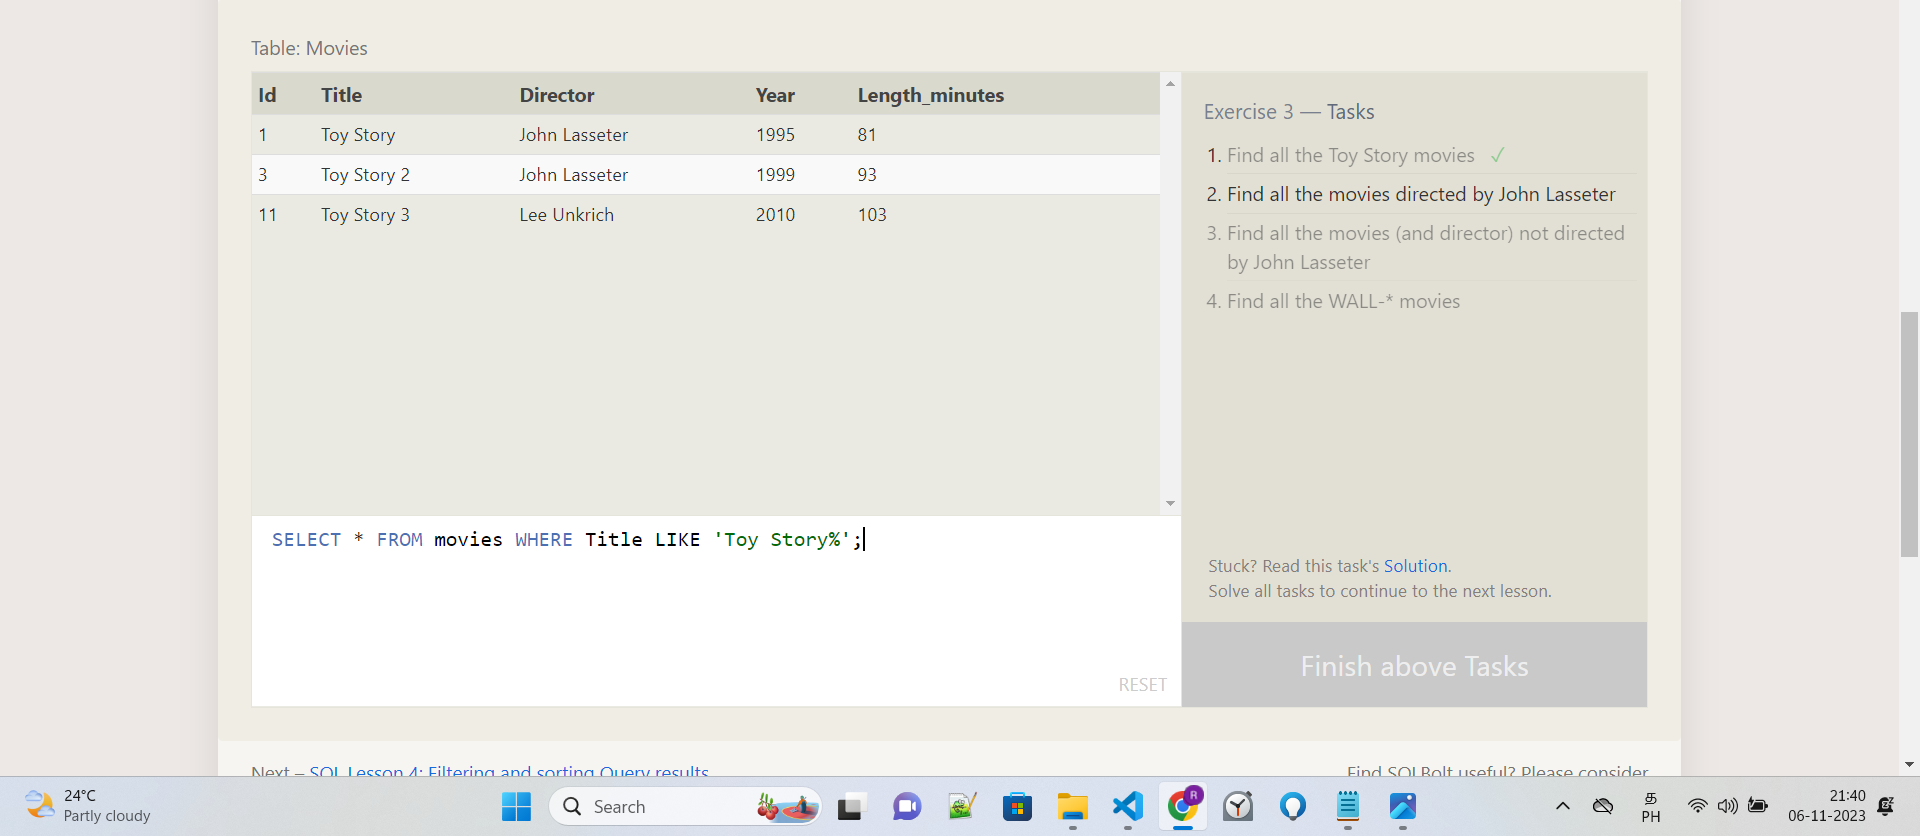 Table: Movies
Id Title Director Year Length_minutes
1 Toy Story John Lasseter 1995 81
3 Toy Story 2 John Lasseter 1999 93
11 Toy Story 3 Lee Unkrich 2010 103
Exercise 3 — Tasks
1. Find all the Toy Story movies ✓
2. Find all the movies directed by John Lasseter
3. Find all the movies (and director) not directed
by John Lasseter
4. Find all the WALL-* movies
Stuck? Read this task's Solution.
Solve all tasks to continue to the next lesson.
Finish above Tasks
SELECT * FROM movies WHERE Title LIKE 'Toy Story%';
RESET
Next – SQL Lesson 4: Filtering and sorting Query results
Find SQLBolt useful? Please consider
24°C
Partly cloudy
Search
R
PH
21:40
06-11-2023